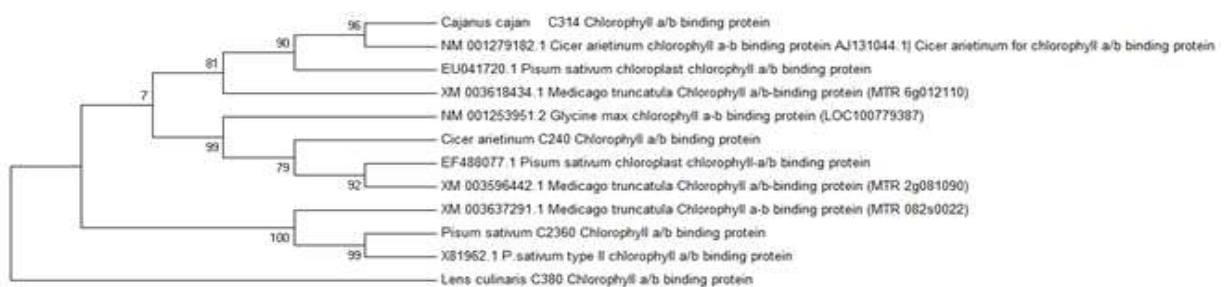 96 Cajanus cajan C314 Chlorophyll a/b binding protein
90 NM 001279182.1 Cicer arietinum chlorophyll a-b binding protein AJ131044.1| Cicer arietinum for chlorophyll a/b binding protein
EU041720.1 Pisum sativum chloroplast chlorophyll a/b binding protein
81
XM 003618434.1 Medicago truncatula Chlorophyll a/b-binding protein (MTR 6g012110)
7
NM 001253951.2 Glycine max chlorophyll a-b binding protein (LOC100779387)
Cicer arietinum C240 Chlorophyll a/b binding protein
99
EF488077.1 Pisum sativum chloroplast chlorophyll-a/b binding protein
79
92 XM 003596442.1 Medicago truncatula Chlorophyll a/b-binding protein (MTR 2g081090)
XM 003637291.1 Medicago truncatula Chlorophyll a-b binding protein (MTR 082s0022)
100 Pisum sativum C2360 Chlorophyll a/b binding protein
99 X81962.1 P.sativum type II chlorophyll a/b binding protein
Lens culinaris C380 Chlorophyll a/b binding protein